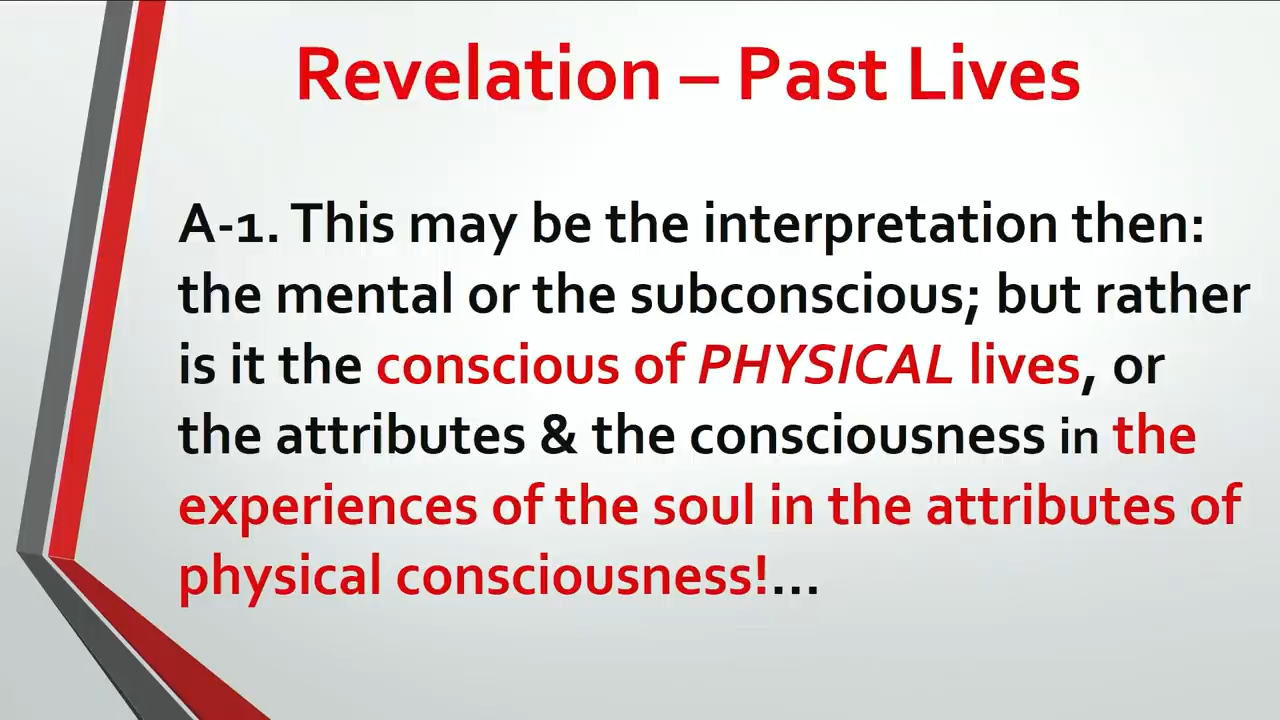 Revelation – Past Lives
A-1. This may be the interpretation then:
the mental or the subconscious; but rather
is it the conscious of PHYSICAL lives, or
the attributes & the consciousness in the
experiences of the soul in the attributes of
physical consciousness!...